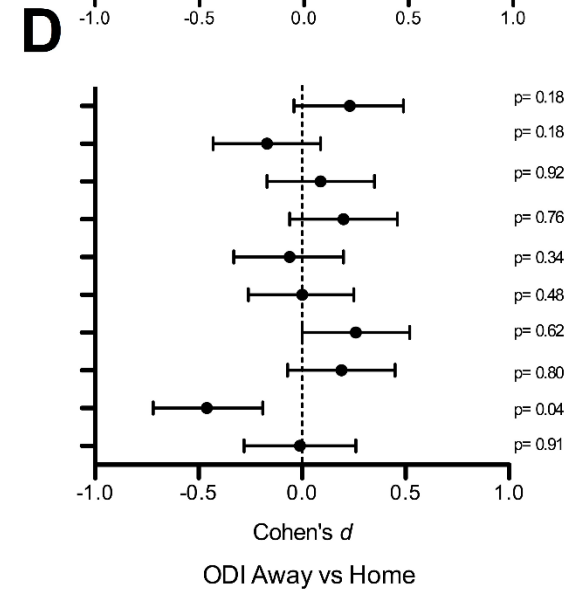 D
-1.0 -0.5 0.0 0.5 1.0
p= 0.18
p= 0.18
p= 0.92
p= 0.76
p= 0.34
p= 0.48
p= 0.62
p= 0.80
p= 0.04
p= 0.91
-1.0 -0.5 0.0 0.5 1.0
Cohen's d
ODI Away vs Home